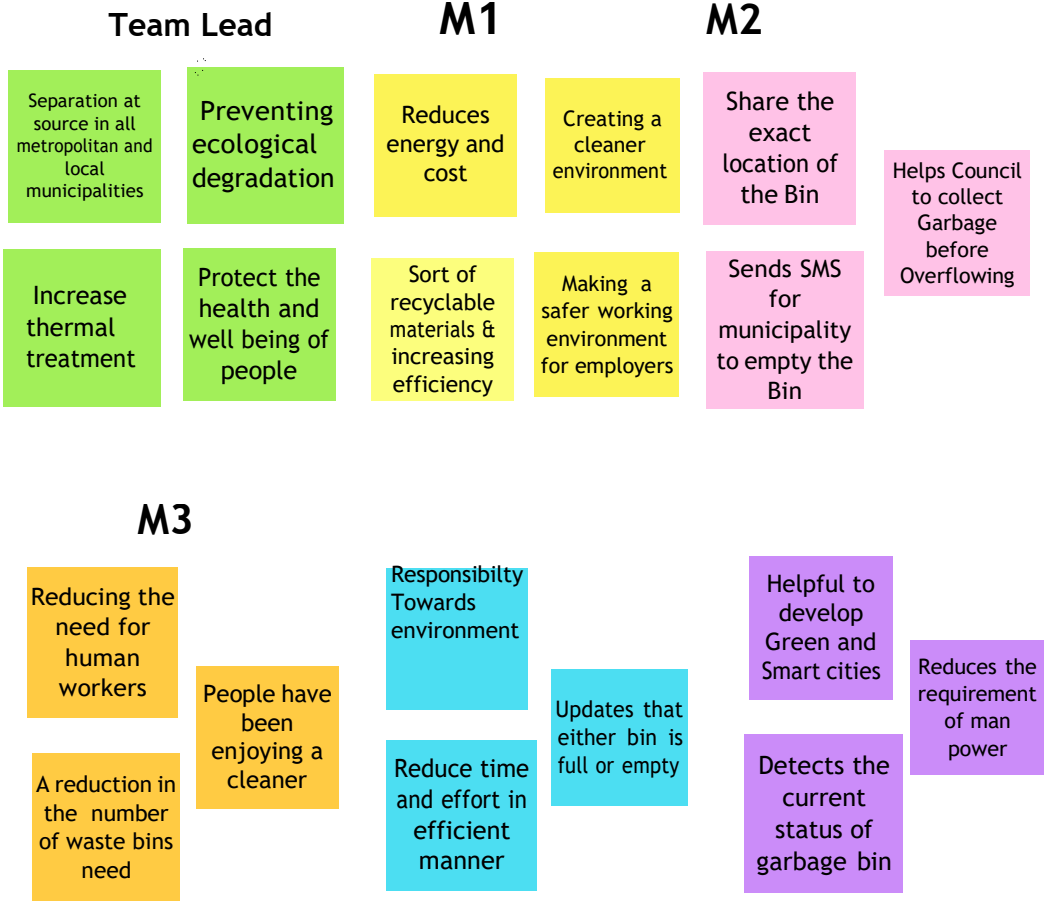 Team Lead
M1
M2
Separation at
source in all
metropolitan and
local
municipalities
Preventing
ecological
degradation
Reduces
energy and
cost
Creating a
cleaner
environment
Share the
exact
location of
the Bin
Helps Council
to collect
Garbage
before
Overflowing
Increase
thermal
treatment
Protect the
health and
well being of
people
Sort of
recyclable
materials &
increasing
efficiency
Making a
safer working
environment
for employers
Sends SMS
for
municipality
to empty the
Bin
M3
Reducing the
need for
human
workers
People have
been
enjoying a
cleaner
A reduction in
the number
of waste bins
need
Responsibilty
Towards
environment
Updates that
either bin is
full or empty
Reduce time
and effort in
efficient
manner
Helpful to
develop
Green and
Smart cities
Reduces the
requirement
of man
power
Detects the
current
status of
garbage bin